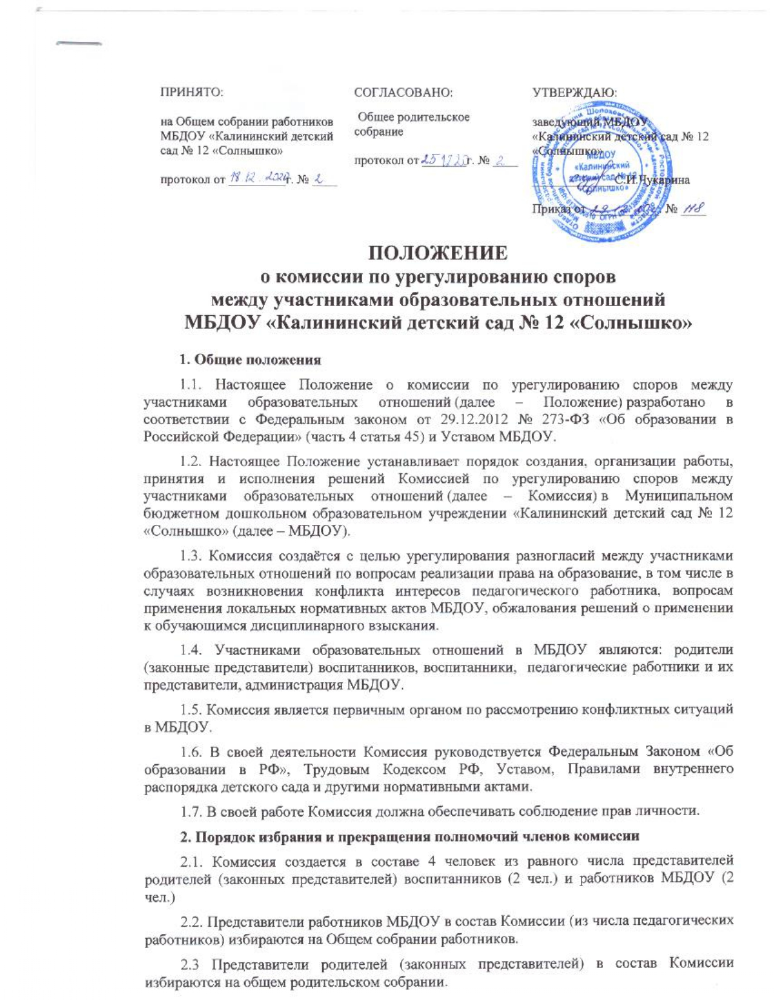 ПРИНЯТО:
на Общем собрании работников
МБДОУ «Калининский детский
сад № 12 «Солнышко»
протокол от 18.12.2020г. № 2
СОГЛАСОВАНО:
Общее родительское
собрание
протокол от г. № 2
УТВЕРЖДАЮ:
заведующий МБДОУ
«Калининский детский сад № 12
«Солнышко»
С.И.Чукарина
Приказ от г. № 118
МБДОУ
«Калининский
детский сад № 12
«Солнышко»
ПОЛОЖЕНИЕ
о комиссии по урегулированию споров
между участниками образовательных отношений
МБДОУ «Калининский детский сад № 12 «Солнышко»
1. Общие положения
1.1. Настоящее Положение о комиссии по урегулированию споров между
участниками образовательных отношений (далее – Положение) разработано в
соответствии с Федеральным законом от 29.12.2012 № 273-ФЗ «Об образовании в
Российской Федерации» (часть 4 статья 45) и Уставом МБДОУ.
1.2. Настоящее Положение устанавливает порядок создания, организации работы,
принятия и исполнения решений Комиссией по урегулированию споров между
участниками образовательных отношений (далее – Комиссия) в Муниципальном
бюджетном дошкольном образовательном учреждении «Калининский детский сад № 12
«Солнышко» (далее – МБДОУ).
1.3. Комиссия создаётся с целью урегулирования разногласий между участниками
образовательных отношений по вопросам реализации права на образование, в том числе в
случаях возникновения конфликта интересов педагогического работника, вопросам
применения локальных нормативных актов МБДОУ, обжалования решений о применении
к обучающимся дисциплинарного взыскания.
1.4. Участниками образовательных отношений в МБДОУ являются: родители
(законные представители) воспитанников, воспитанники, педагогические работники и их
представители, администрация МБДОУ.
1.5. Комиссия является первичным органом по рассмотрению конфликтных ситуаций
в МБДОУ.
1.6. В своей деятельности Комиссия руководствуется Федеральным Законом «Об
образовании в РФ», Трудовым Кодексом РФ, Уставом, Правилами внутреннего
распорядка детского сада и другими нормативными актами.
1.7. В своей работе Комиссия должна обеспечивать соблюдение прав личности.
2. Порядок избрания и прекращения полномочий членов комиссии
2.1. Комиссия создается в составе 4 человек из равного числа представителей
родителей (законных представителей) воспитанников (2 чел.) и работников МБДОУ (2
чел.)
2.2. Представители работников МБДОУ в состав Комиссии (из числа педагогических
работников) избираются на Общем собрании работников.
2.3 Представители родителей (законных представителей) в состав Комиссии
избираются на общем родительском собрании.